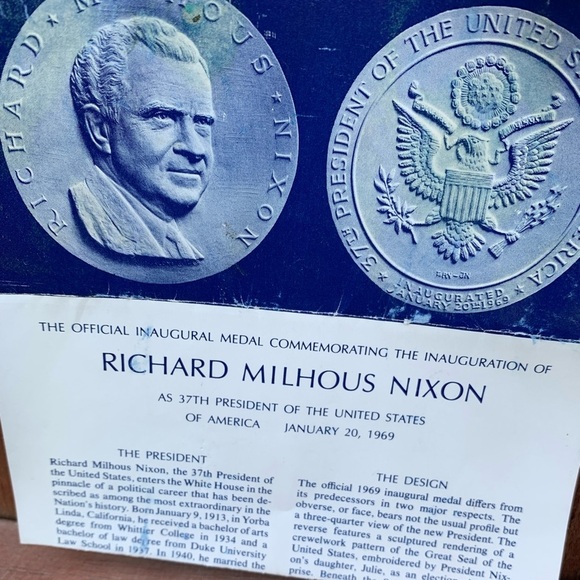 RICHARD MILHOUS NIXON
37TH PRESIDENT OF THE UNITED S
ERICA
INAUGURATED
JANUARY 20TH 1969
THE OFFICIAL INAUGURAL MEDAL COMMEMORATING THE INAUGURATION OF
RICHARD MILHOUS NIXON
AS 37TH PRESIDENT OF THE UNITED STATES
OF AMERICA JANUARY 20, 1969
THE PRESIDENT
Richard Milhous Nixon, the 37th President of
the United States, enters the White House in the
pinnacle of a political career that has been de-
scribed as among the most extraordinary in the
Nation's history. Born January 9, 1913, in Yorba
Linda, California, he received a bachelor of arts
degree from Whittier College in 1934 and a
bachelor of law degree from Duke University
Law School in 1937. In 1940, he married the
THE DESIGN
The official 1969 inaugural medal differs from
its predecessors in two major respects. The
obverse, or face, bears not the usual profile but
a three-quarter view of the new President. The
reverse features a sculptured rendering of a
crewelwork pattern of the Great Seal of the
United States, embroidered by President Nix-
on's daughter, Julie, as an election
prise. Beneath the